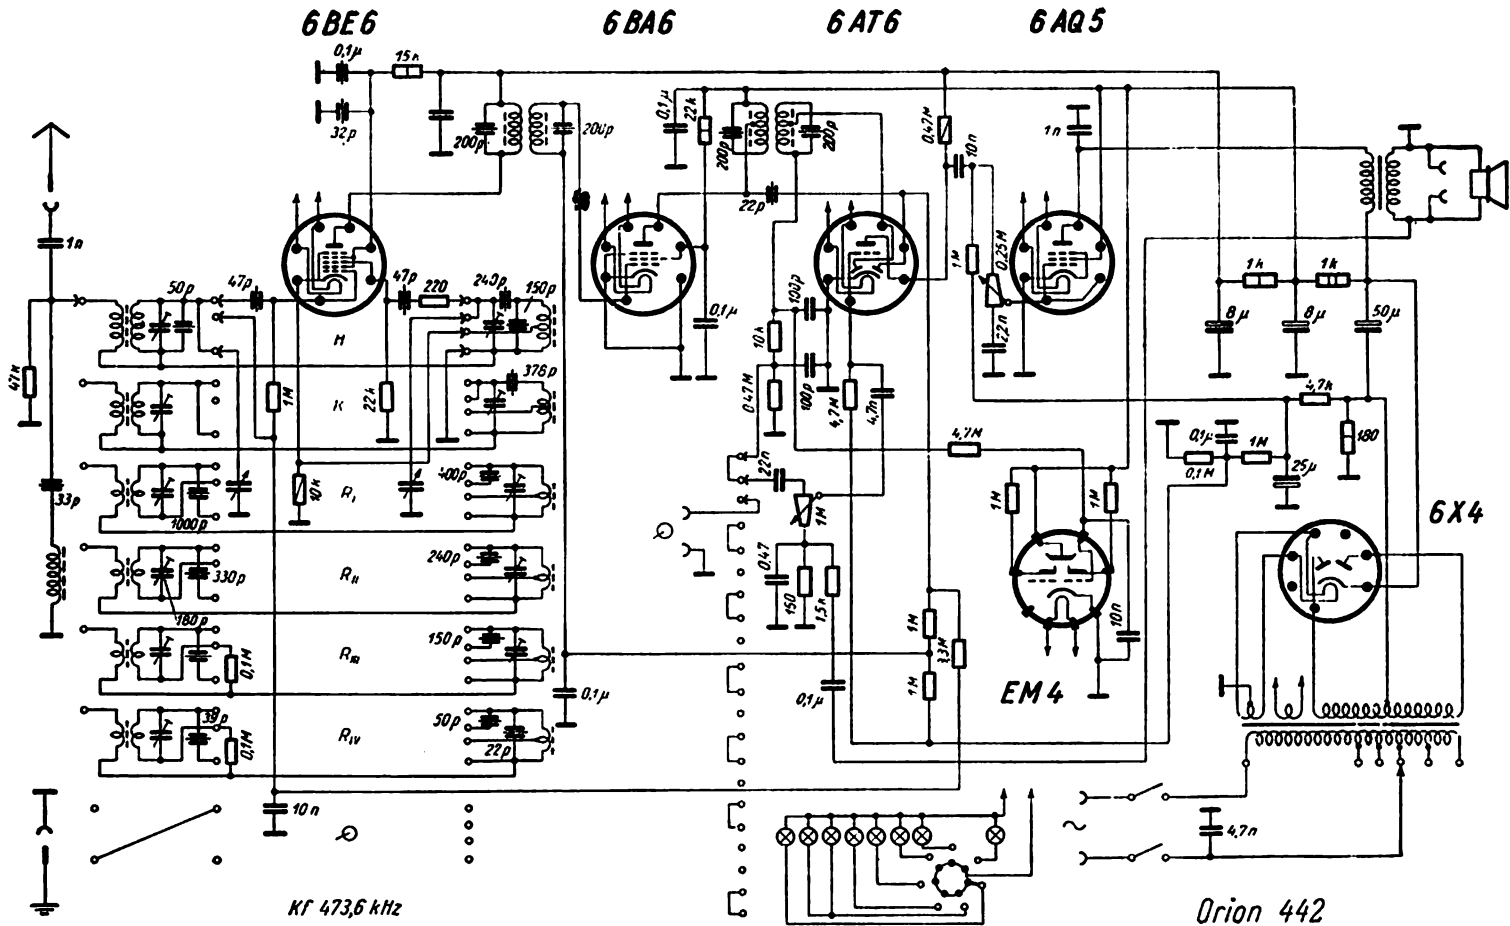 6BE6 6BA6 6AT6 6AQ5
0,1µ 15k
32p
200p 200p
0,1µ 22k
200p 200p
0,47M 10n
1n
22p
1n
47p 50p
47p 220 240p 150p
100p
1M 0,25M
2,2n
0,1µ
10k
1k 1k
8µ 8µ 50µ
47k
M
1M
22k
K
376p
0,47M 100p 4,7M 4,7n
4,7k
180
0,1µ 0,1M 1M 25µ
33p
1000p
10k
R I
400p
22n 1M
4,7M
1M 1M
6X4
330p
180p
R II
240p
0,47 150 1,5k
10n
0,1M
R III
150p
0,1µ
0,1µ
1M 1M 3,3M
EM4
39p 0,1M
R IV
50p 22p
10n
4,7n
Kf 473,6 kHz
Orion 442